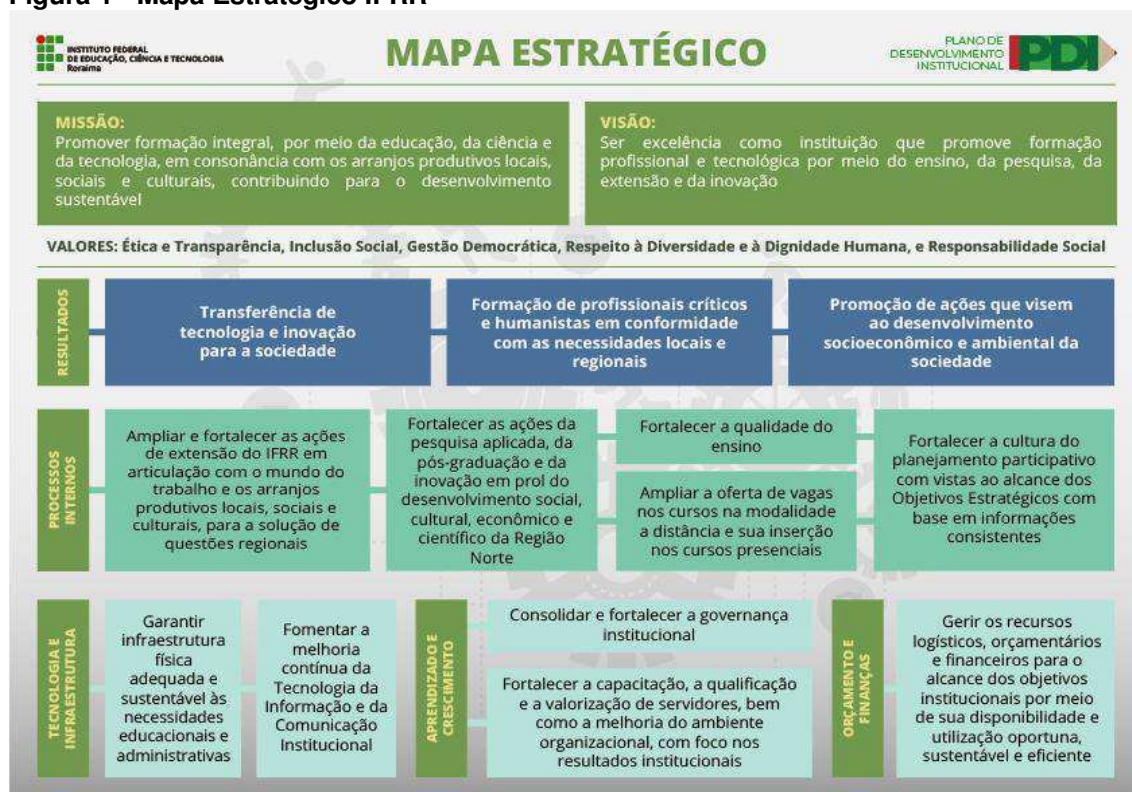 Figura 1 - Mapa Estratégico IFRR
INSTITUTO FEDERAL
DE EDUCAÇÃO, CIÊNCIA E TECNOLOGIA
Roraima
MAPA ESTRATÉGICO
PLANO DE
DESENVOLVIMENTO
INSTITUCIONAL
PDI
MISSÃO:
Promover formação integral, por meio da educação, da ciência e
da tecnologia, em consonância com os arranjos produtivos locais,
sociais e culturais, contribuindo para o desenvolvimento
sustentável
VISÃO:
Ser excelência como instituição que promove formação
profissional e tecnológica por meio do ensino, da pesquisa, da
extensão e da inovação
VALORES: Ética e Transparência, Inclusão Social, Gestão Democrática, Respeito à Diversidade e à Dignidade Humana, e Responsabilidade Social
RESULTADOS
Transferência de
tecnologia e inovação
para a sociedade
Formação de profissionais críticos
e humanistas em conformidade
com as necessidades locais e
regionais
Promoção de ações que visem
ao desenvolvimento
socioeconômico e ambiental da
sociedade
PROCESSOS
INTERNOS
Ampliar e fortalecer as ações
de extensão do IFRR em
articulação com o mundo do
trabalho e os arranjos
produtivos locais, sociais e
culturais, para a solução de
questões regionais
Fortalecer as ações da
pesquisa aplicada, da
pós-graduação e da
inovação em prol do
desenvolvimento social,
cultural, econômico e
científico da Região
Norte
Fortalecer a qualidade do
ensino
Ampliar a oferta de vagas
nos cursos na modalidade
a distância e sua inserção
nos cursos presenciais
Fortalecer a cultura do
planejamento participativo
com vistas ao alcance dos
Objetivos Estratégicos com
base em informações
consistentes
TECNOLOGIA E
INFRAESTRUTURA
Garantir
infraestrutura
física
adequada e
sustentável às
necessidades
educacionais e
administrativas
Fomentar a
melhoria
contínua da
Tecnologia da
Informação e da
Comunicação
Institucional
APRENDIZADO E
CRESCIMENTO
Consolidar e fortalecer a governança
institucional
Fortalecer a capacitação, a qualificação
e a valorização de servidores, bem
como a melhoria do ambiente
organizacional, com foco nos
resultados institucionais
ORÇAMENTO E
FINANÇAS
Gerir os recursos
logísticos, orçamentários
e financeiros para o
alcance dos objetivos
institucionais por meio
de sua disponibilidade e
utilização oportuna,
sustentável e eficiente